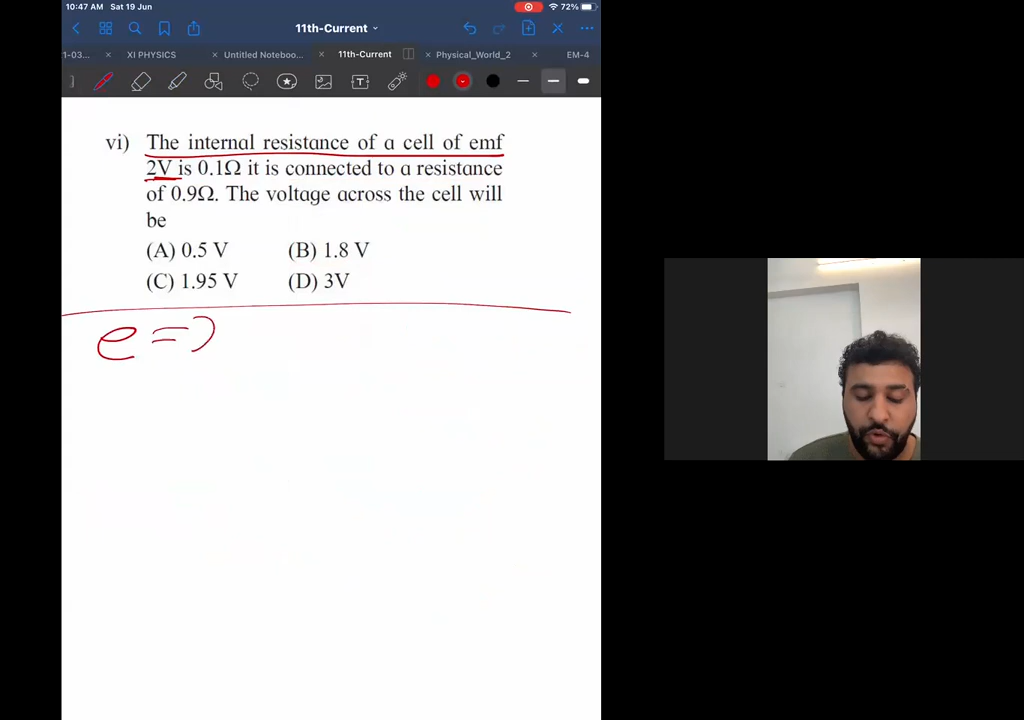 10:47 AM Sat 19 Jun
72%
11th-Current
1-03...
XI PHYSICS
Untitled Noteboo...
11th-Current
Physical_World_2
EM-4
vi) The internal resistance of a cell of emf
2V is 0.1Ω it is connected to a resistance
of 0.9Ω. The voltage across the cell will
be
(A) 0.5 V (B) 1.8 V
(C) 1.95 V (D) 3V
e =